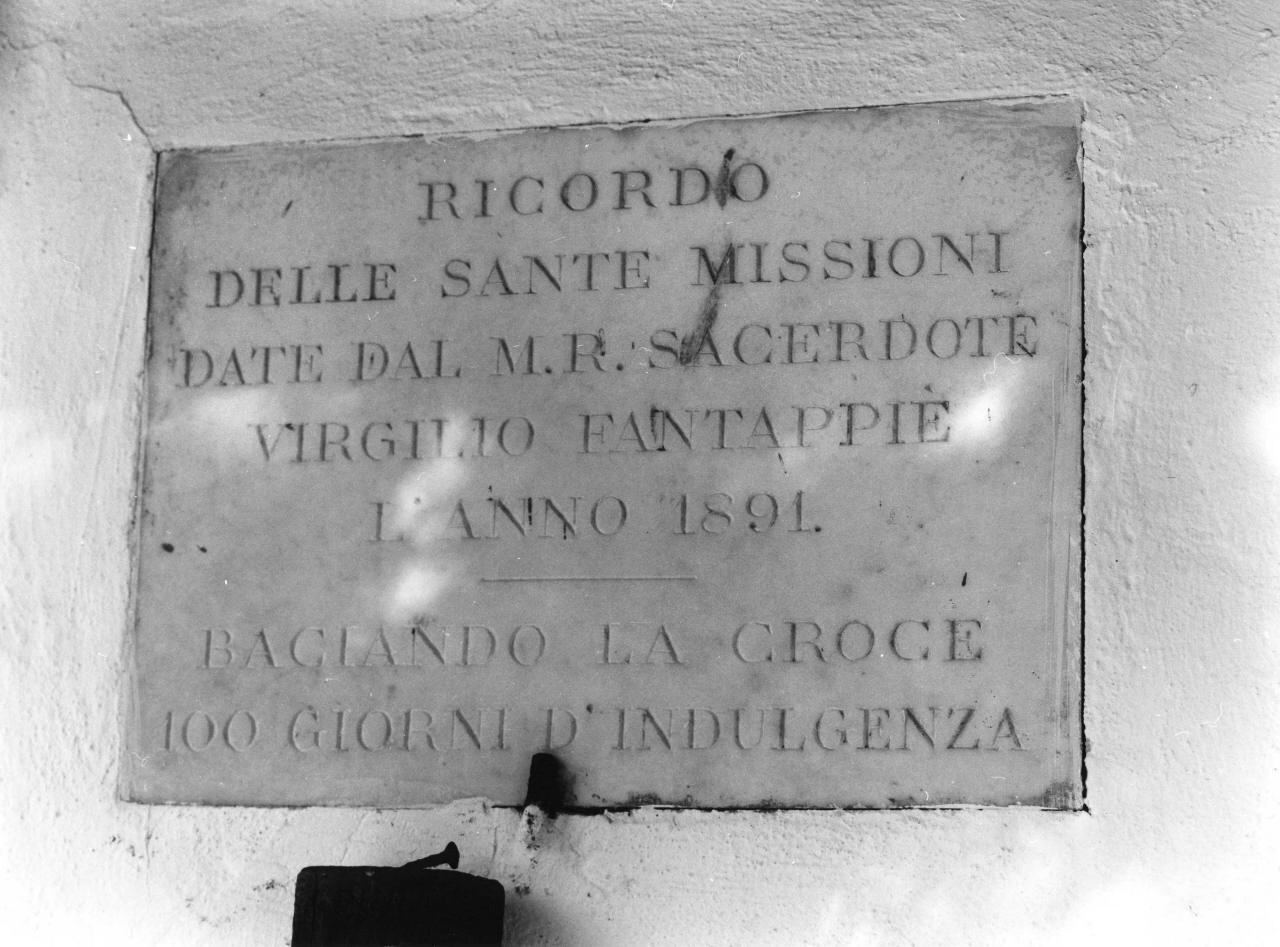 RICORDO
DELLE SANTE MISSIONI
DATE DAL M.R. SACERDOTE
VIRGILIO FANTAPPIÈ
L'ANNO 1891.
BACIANDO LA CROCE
100 GIORNI D'INDULGENZA